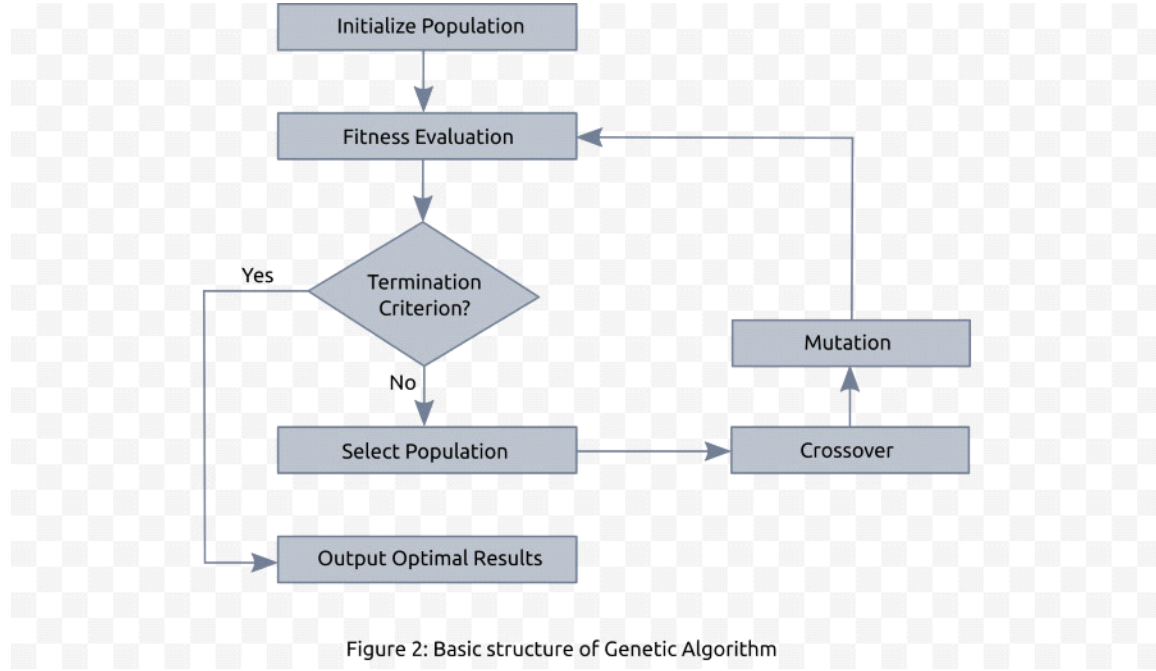 Initialize Population
Fitness Evaluation
Yes
Termination
Criterion?
Mutation
No
Select Population
Crossover
Output Optimal Results
Figure 2: Basic structure of Genetic Algorithm